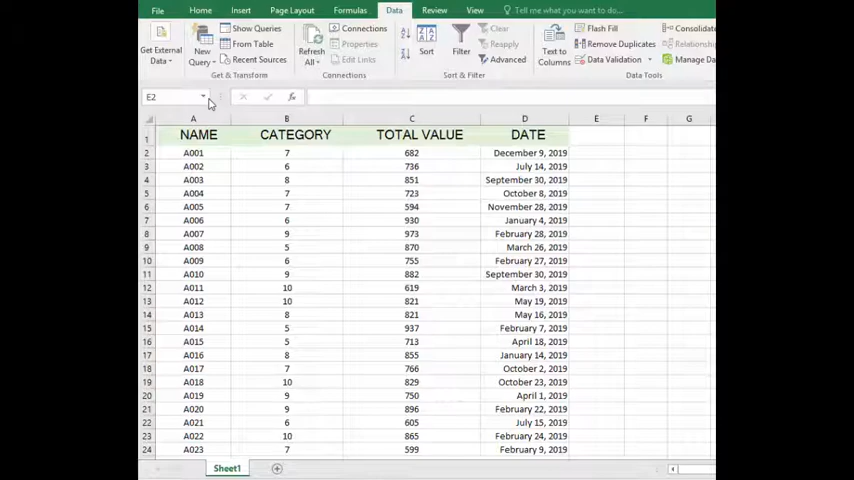 File Home Insert Page Layout Formulas Data Review View Tell me what you want to do...
Get External Data
New Query
Show Queries
From Table
Recent Sources
Get & Transform
Refresh All
Connections
Properties
Edit Links
Connections
Sort
Filter
Clear
Reapply
Advanced
Sort & Filter
Text to Columns
Flash Fill
Remove Duplicates
Data Validation
Consolidate
Manage Da
Data Tools
E2
A B C D E F G
1 NAME CATEGORY TOTAL VALUE DATE
2 A001 7 682 December 9, 2019
3 A002 6 736 July 14, 2019
4 A003 8 851 September 30, 2019
5 A004 7 723 October 8, 2019
6 A005 7 594 November 28, 2019
7 A006 6 930 January 4, 2019
8 A007 9 973 February 28, 2019
9 A008 5 870 March 26, 2019
10 A009 6 755 February 27, 2019
11 A010 9 882 September 30, 2019
12 A011 10 619 March 3, 2019
13 A012 10 821 May 19, 2019
14 A013 8 821 May 16, 2019
15 A014 5 937 February 7, 2019
16 A015 5 713 April 18, 2019
17 A016 8 855 January 14, 2019
18 A017 7 766 October 2, 2019
19 A018 10 829 October 23, 2019
20 A019 9 750 April 1, 2019
21 A020 9 896 February 22, 2019
22 A021 6 605 July 15, 2019
23 A022 10 865 February 24, 2019
24 A023 7 599 February 9, 2019
Sheet1